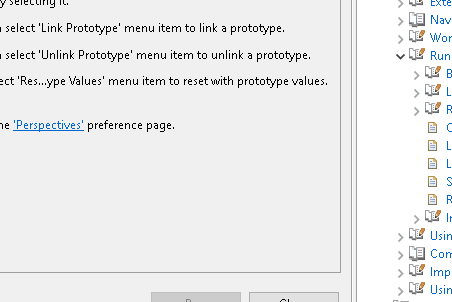 y selecting it.
select 'Link Prototype' menu item to link a prototype.
select 'Unlink Prototype' menu item to unlink a prototype.
ect 'Res...ype Values' menu item to reset with prototype values.
he 'Perspectives' preference page.
Exte
Nav
Wor
Run
B
L
R
L
L
S
R
In
Usin
Com
Imp
Usin